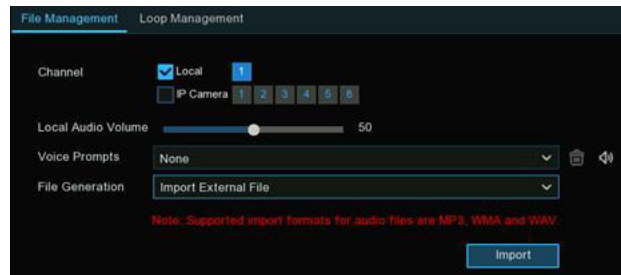 File Management Loop Management
Channel Local 1
IP Camera 1 2 3 4 5 6
Local Audio Volume 50
Voice Prompts None
File Generation Import External File
Note: Supported import formats for audio files are MP3, WMA and WAV.
Import